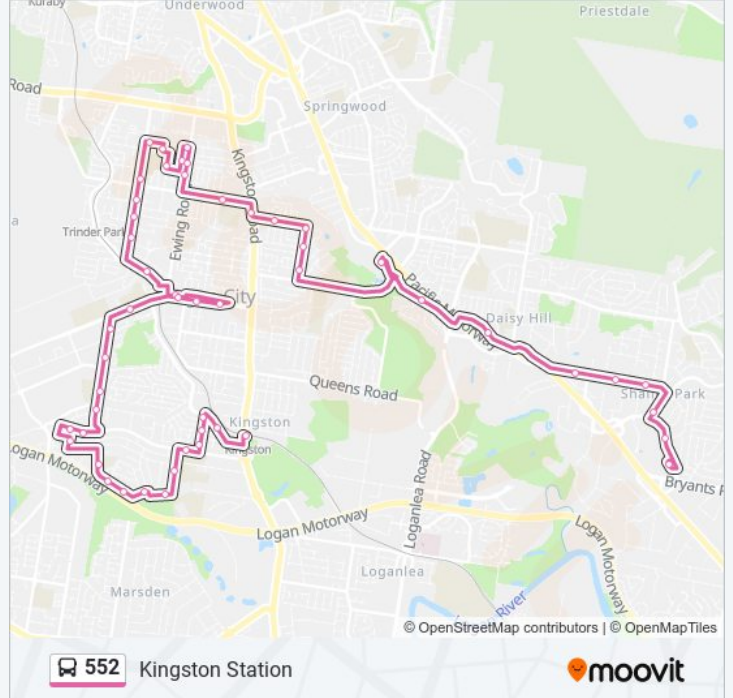 Kuraby
Underwood
Priestdale
Road
Springwood
Kingston Road
Trinder Park
Ewing Ro
City
Pacific Motorway
Daisy Hill
Queens Road
Park
Kingston
Kingston
Logan Motorway
Bryants R
Loganlea Road
Logan Motorway
Logan Motorway
Loganlea
Marsden
River
© OpenStreetMap contributors | © OpenMapTiles
552 Kingston Station
moovit